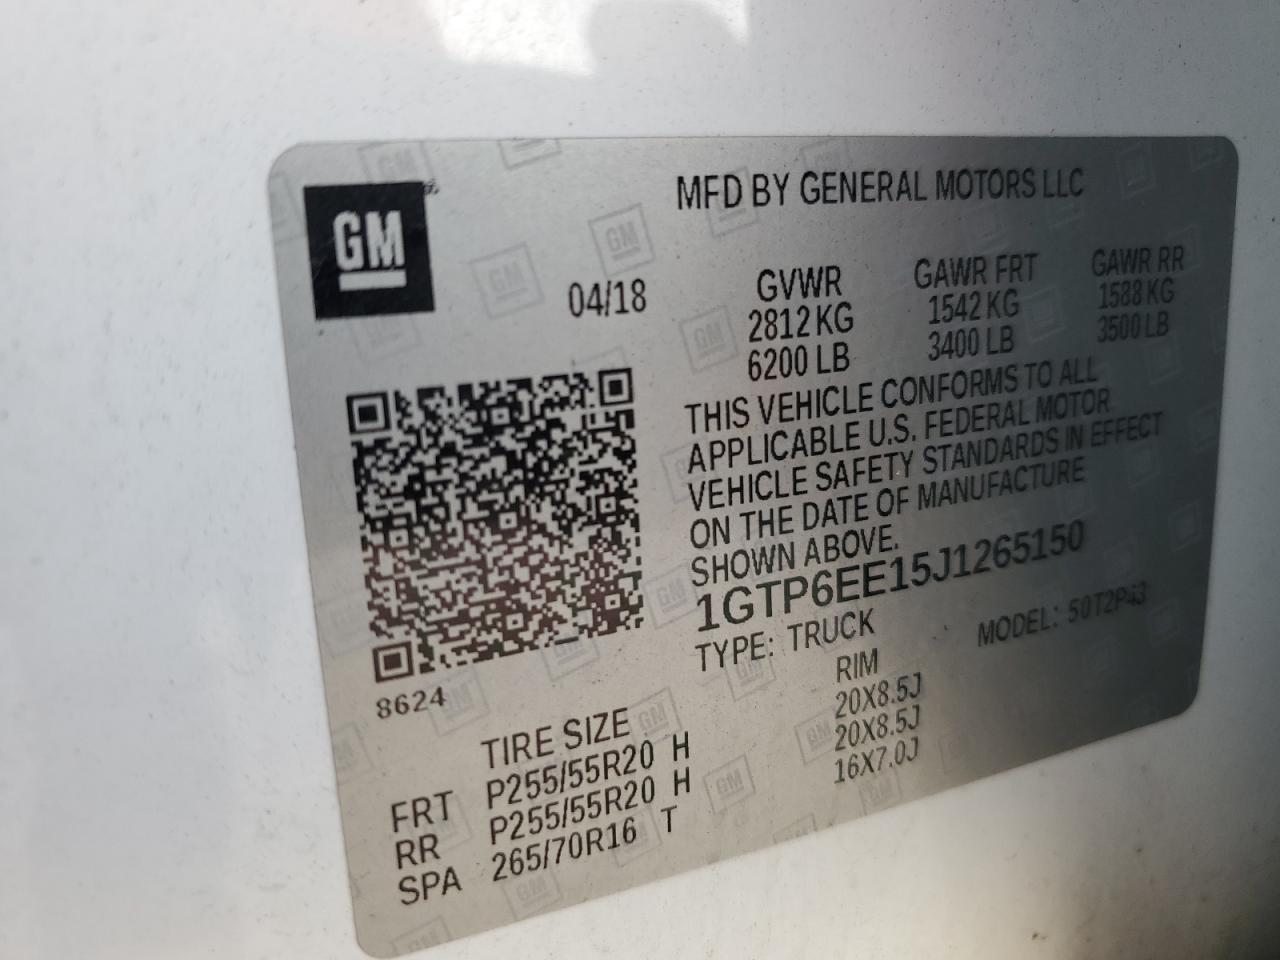 GM
MFD BY GENERAL MOTORS LLC
04/18
GVWR GAWR FRT GAWR RR
2812 KG 1542 KG 1588 KG
6200 LB 3400 LB 3500 LB
THIS VEHICLE CONFORMS TO ALL
APPLICABLE U.S. FEDERAL MOTOR
VEHICLE SAFETY STANDARDS IN EFFECT
ON THE DATE OF MANUFACTURE
SHOWN ABOVE.
1GTP6EE15J1265150
TYPE: TRUCK MODEL: 50T2P43
8624
TIRE SIZE RIM
FRT P255/55R20 H 20X8.5J
RR P255/55R20 H 20X8.5J
SPA 265/70R16 T 16X7.0J